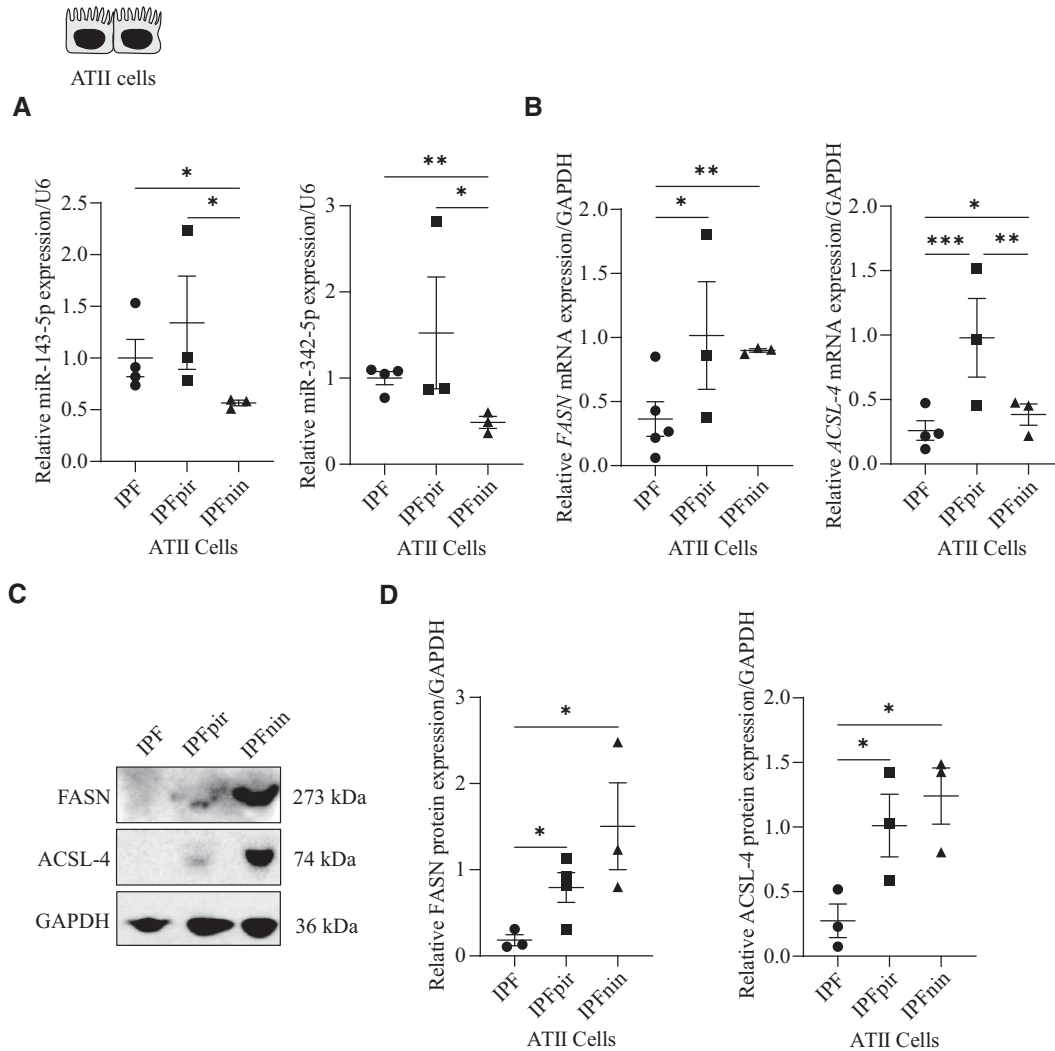 ATII cells
A
Relative miR-143-5p expression/U6
2.5
2.0
1.5
1.0
0.5
0.0
*
*
IPF
IPFpir
IPFnin
ATII Cells
Relative miR-342-5p expression/U6
3
2
1
0
**
*
IPF
IPFpir
IPFnin
ATII Cells
B
Relative FASN mRNA expression/GAPDH
2.0
1.5
1.0
0.5
0.0
**
*
IPF
IPFpir
IPFnin
ATII Cells
Relative ACSL-4 mRNA expression/GAPDH
2.0
1.5
1.0
0.5
0.0
*
*** **
IPF
IPFpir
IPFnin
ATII Cells
C
IPF
IPFpir
IPFnin
FASN 273 kDa
ACSL-4 74 kDa
GAPDH 36 kDa
D
Relative FASN protein expression/GAPDH
3
2
1
0
*
*
IPF
IPFpir
IPFnin
ATII Cells
Relative ACSL-4 protein expression/GAPDH
2.0
1.5
1.0
0.5
0.0
*
*
IPF
IPFpir
IPFnin
ATII Cells